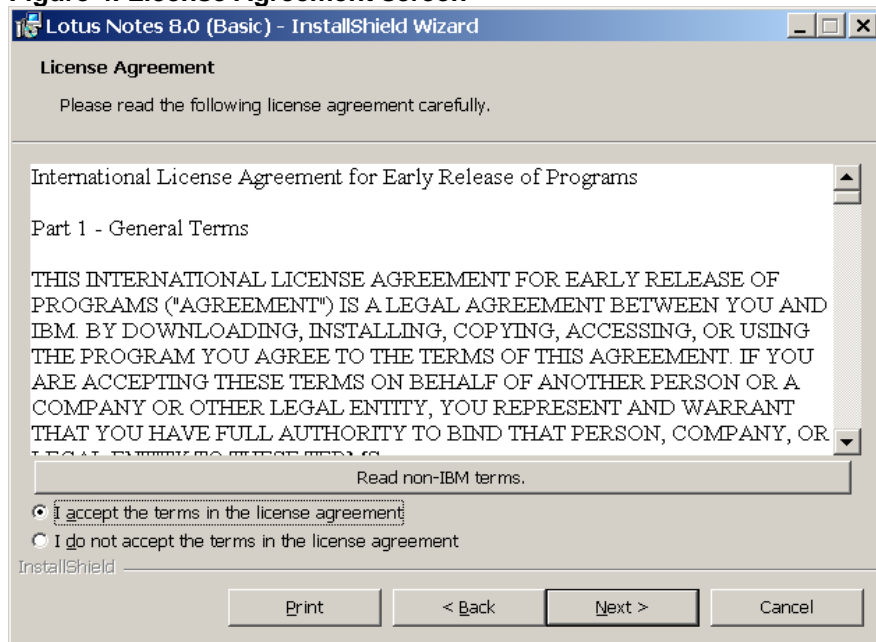 Lotus Notes 8.0 (Basic) - InstallShield Wizard
License Agreement
Please read the following license agreement carefully.
International License Agreement for Early Release of Programs
Part 1 - General Terms
THIS INTERNATIONAL LICENSE AGREEMENT FOR EARLY RELEASE OF
PROGRAMS ("AGREEMENT") IS A LEGAL AGREEMENT BETWEEN YOU AND
IBM. BY DOWNLOADING, INSTALLING, COPYING, ACCESSING, OR USING
THE PROGRAM YOU AGREE TO THE TERMS OF THIS AGREEMENT. IF YOU
ARE ACCEPTING THESE TERMS ON BEHALF OF ANOTHER PERSON OR A
COMPANY OR OTHER LEGAL ENTITY, YOU REPRESENT AND WARRANT
THAT YOU HAVE FULL AUTHORITY TO BIND THAT PERSON, COMPANY, OR
LEGAL ENTITY TO THESE TERMS
Read non-IBM terms.
I accept the terms in the license agreement
I do not accept the terms in the license agreement
InstallShield
Print
< Back
Next >
Cancel